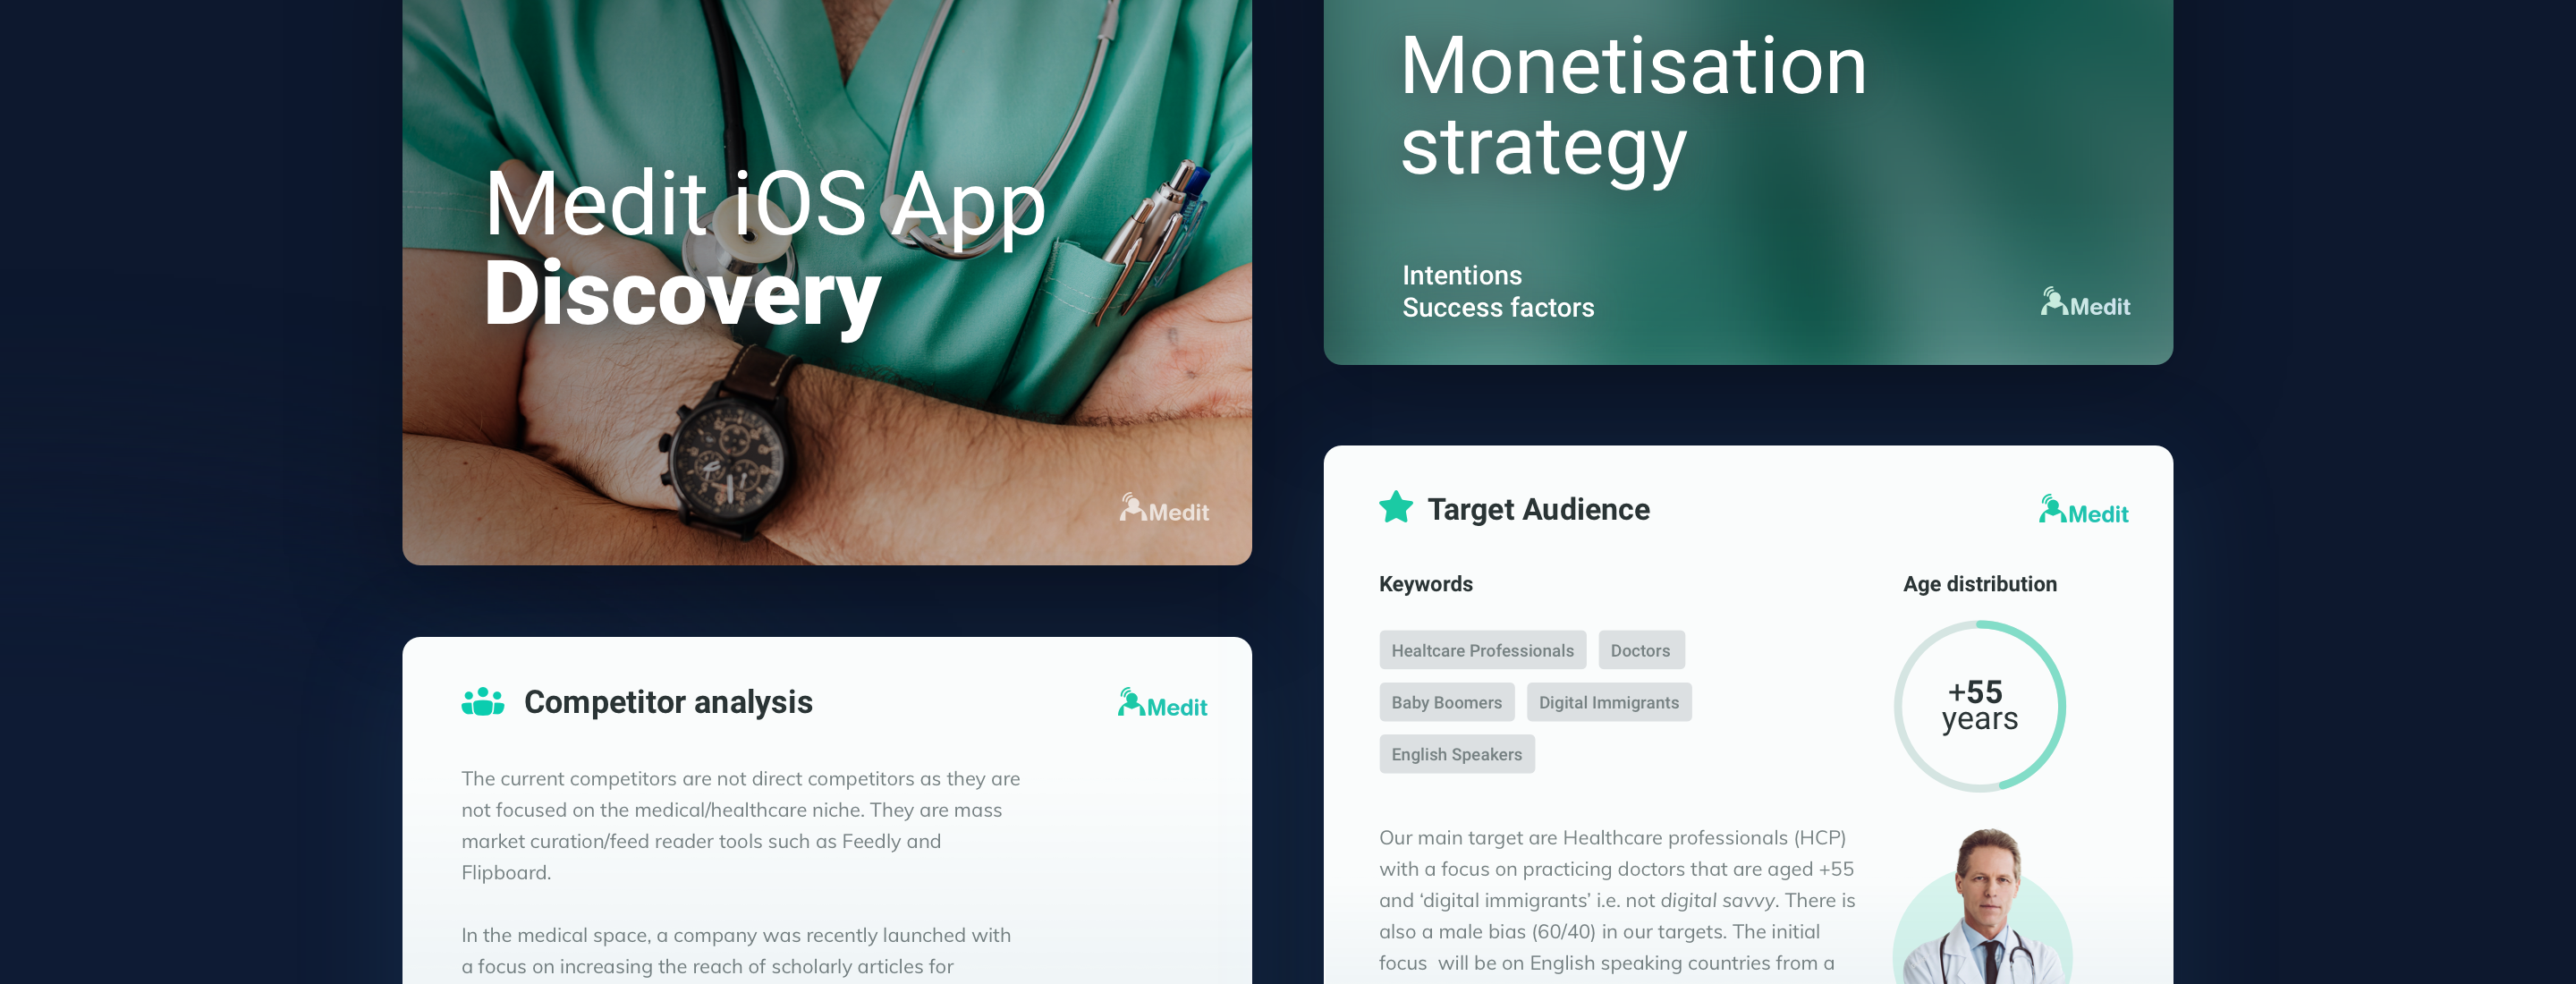 Medit iOS App
Discovery
Medit
Competitor analysis
Medit
The current competitors are not direct competitors as they are
not focused on the medical/healthcare niche. They are mass
market curation/feed reader tools such as Feedly and
Flipboard.
In the medical space, a company was recently launched with
a focus on increasing the reach of scholarly articles for
Monetisation
strategy
Intentions
Success factors
Medit
Target Audience
Medit
Keywords
Healtcare Professionals
Doctors
Baby Boomers
Digital Immigrants
English Speakers
Age distribution
+55
years
Our main target are Healthcare professionals (HCP)
with a focus on practicing doctors that are aged +55
and ‘digital immigrants’ i.e. not digital savvy. There is
also a male bias (60/40) in our targets. The initial
focus  will be on English speaking countries from a